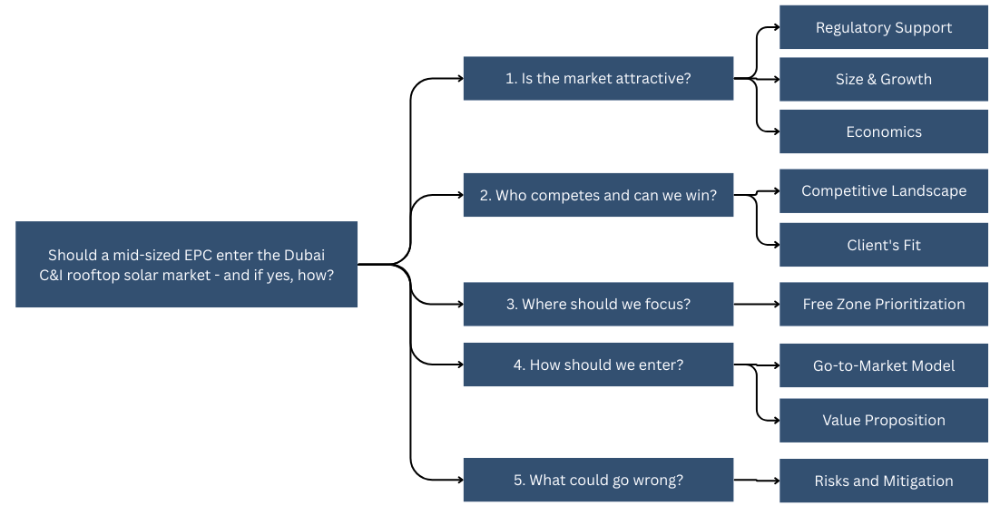 Should a mid-sized EPC enter the Dubai
C&I rooftop solar market - and if yes, how?
1. Is the market attractive?
Regulatory Support
Size & Growth
Economics
2. Who competes and can we win?
Competitive Landscape
Client's Fit
3. Where should we focus?
Free Zone Prioritization
4. How should we enter?
Go-to-Market Model
Value Proposition
5. What could go wrong?
Risks and Mitigation